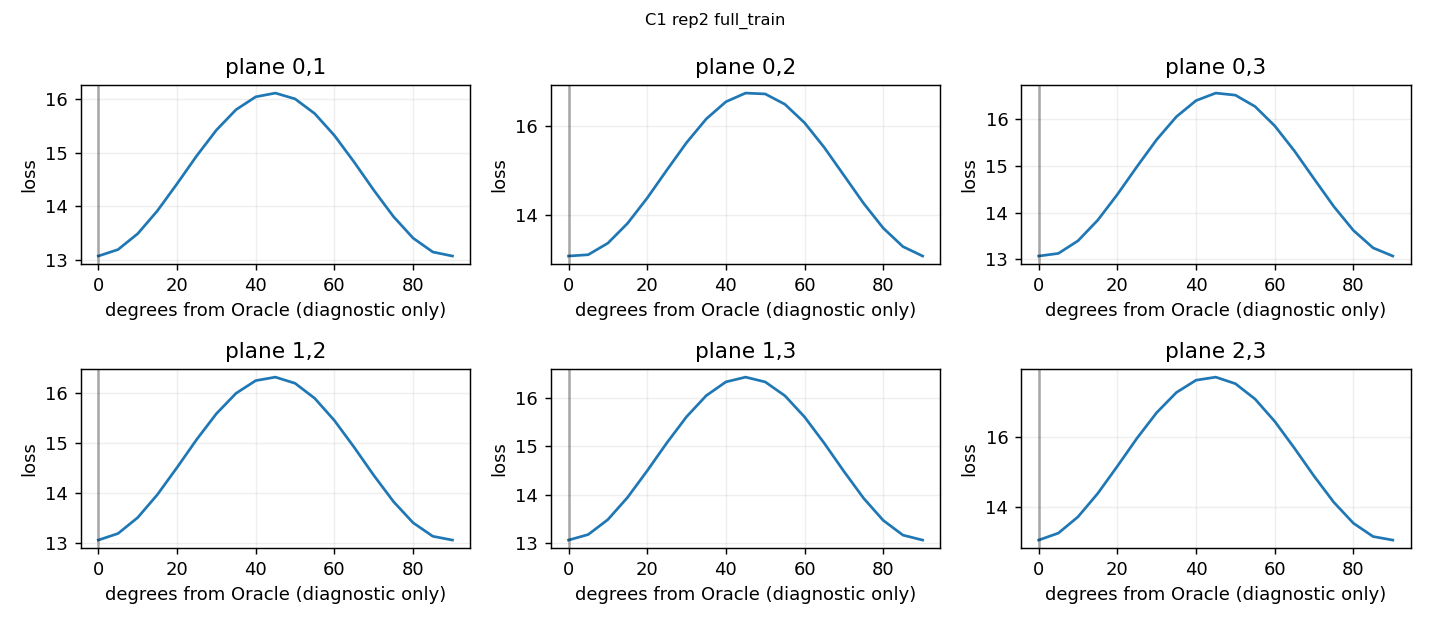 C1 rep2 full_train
plane 0,1
plane 0,2
plane 0,3
16
15
14
13
loss
0 20 40 60 80
degrees from Oracle (diagnostic only)
16
14
loss
0 20 40 60 80
degrees from Oracle (diagnostic only)
16
15
14
13
loss
0 20 40 60 80
degrees from Oracle (diagnostic only)
plane 1,2
plane 1,3
plane 2,3
16
15
14
13
loss
0 20 40 60 80
degrees from Oracle (diagnostic only)
16
15
14
13
loss
0 20 40 60 80
degrees from Oracle (diagnostic only)
16
14
loss
0 20 40 60 80
degrees from Oracle (diagnostic only)